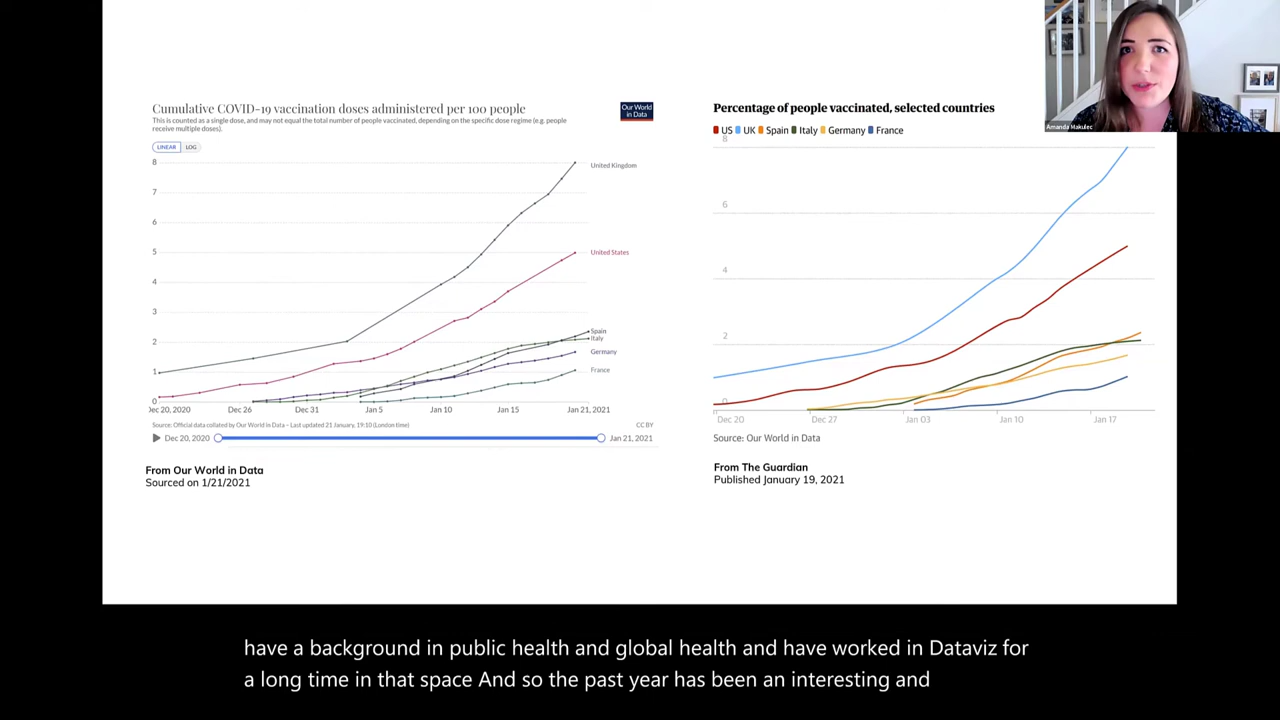 Cumulative COVID-19 vaccination doses administered per 100 people
This is counted as a single dose, and may not equal the total number of people vaccinated, depending on the specific dose regime (e.g. people
receive multiple doses).
Our World
in Data
LINEAR LOG
8
7
6
5
4
3
2
1
0
United Kingdom
United States
Spain
Italy
Germany
France
Dec 20, 2020 Dec 26 Dec 31 Jan 5 Jan 10 Jan 15 Jan 21, 2021
Source: Official data collated by Our World in Data – Last updated 21 January, 19:10 (London time) CC BY
Dec 20, 2020 Jan 21, 2021
From Our World in Data
Sourced on 1/21/2021
Percentage of people vaccinated, selected countries
US UK Spain Italy Germany France
8
6
4
2
0
Dec 20 Dec 27 Jan 03 Jan 10 Jan 17
Source: Our World in Data
From The Guardian
Published January 19, 2021
Amanda Makulec
have a background in public health and global health and have worked in Dataviz for
a long time in that space And so the past year has been an interesting and